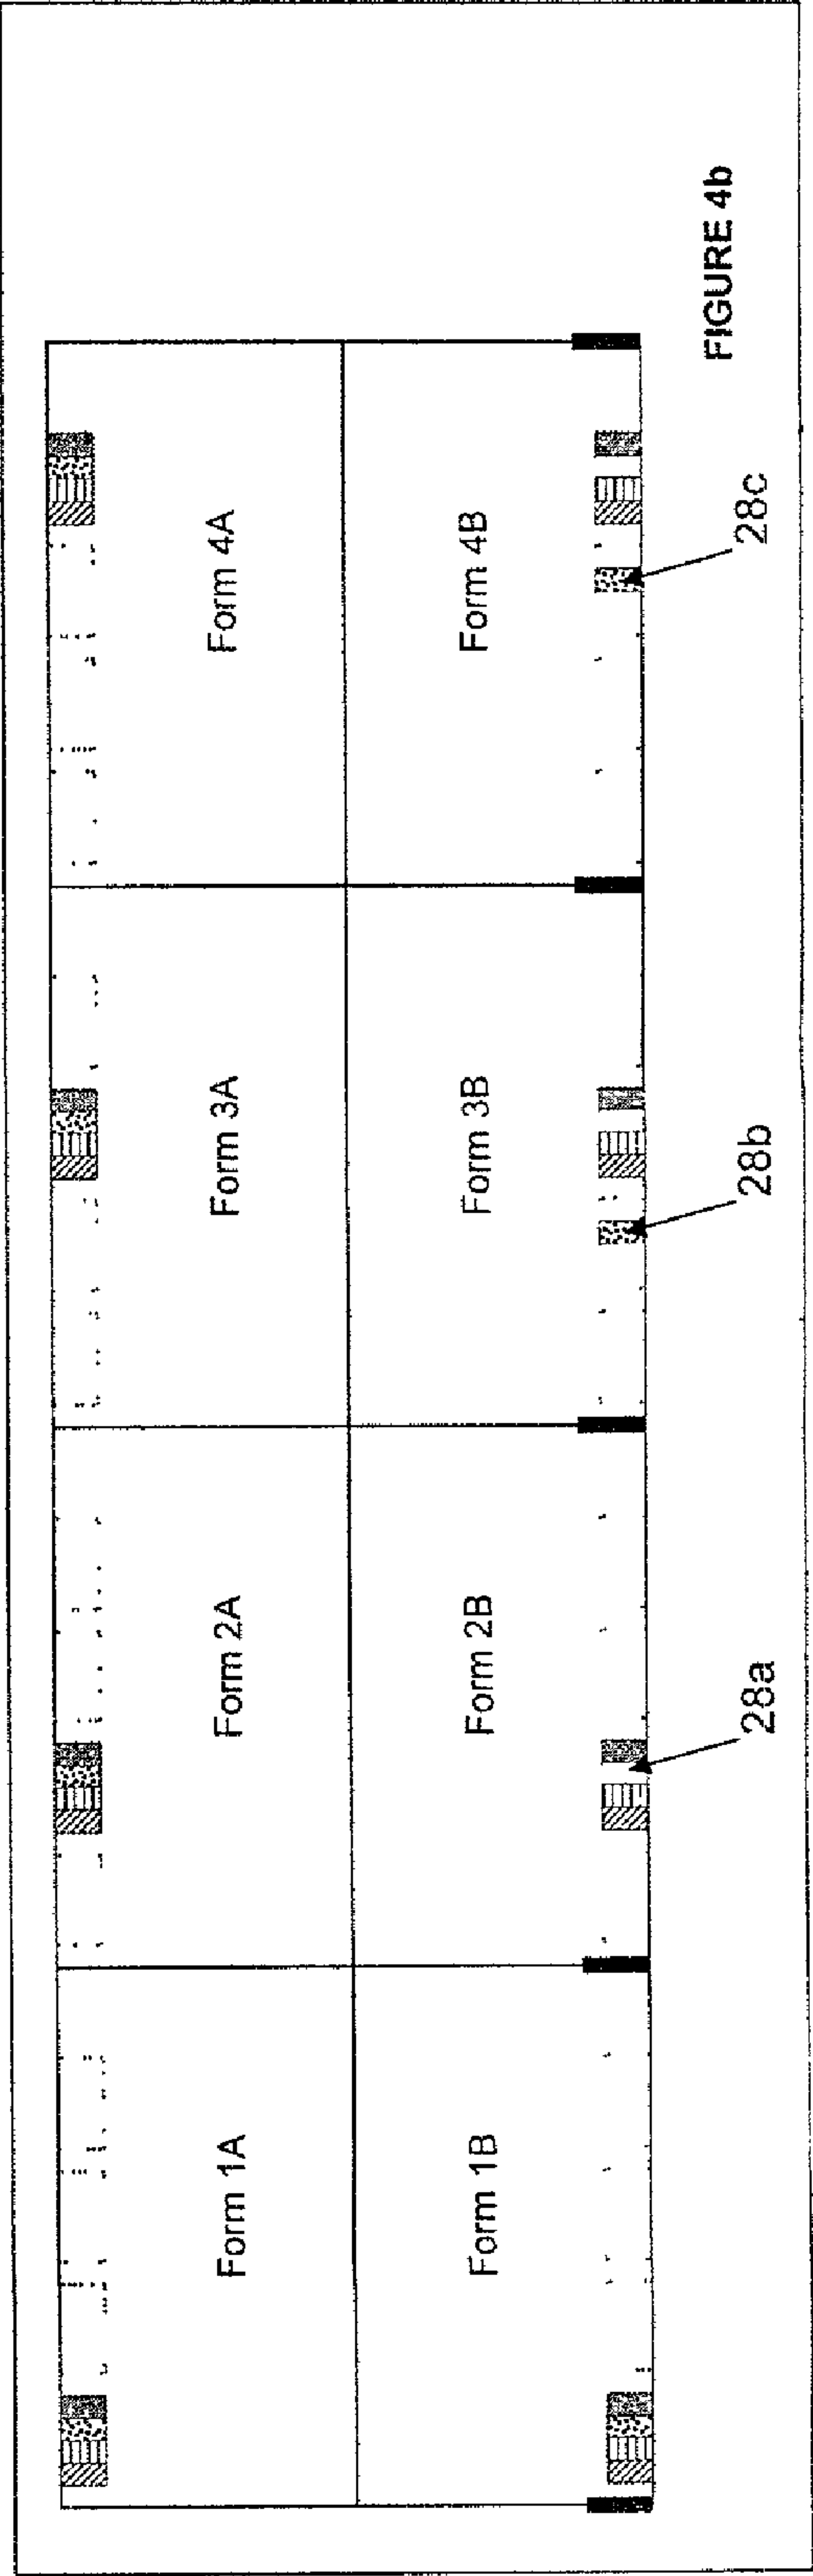 Form 1A
Form 2A
Form 3A
Form 4A
Form 1B
Form 2B
Form 3B
Form 4B
28a
28b
28c
FIGURE 4b